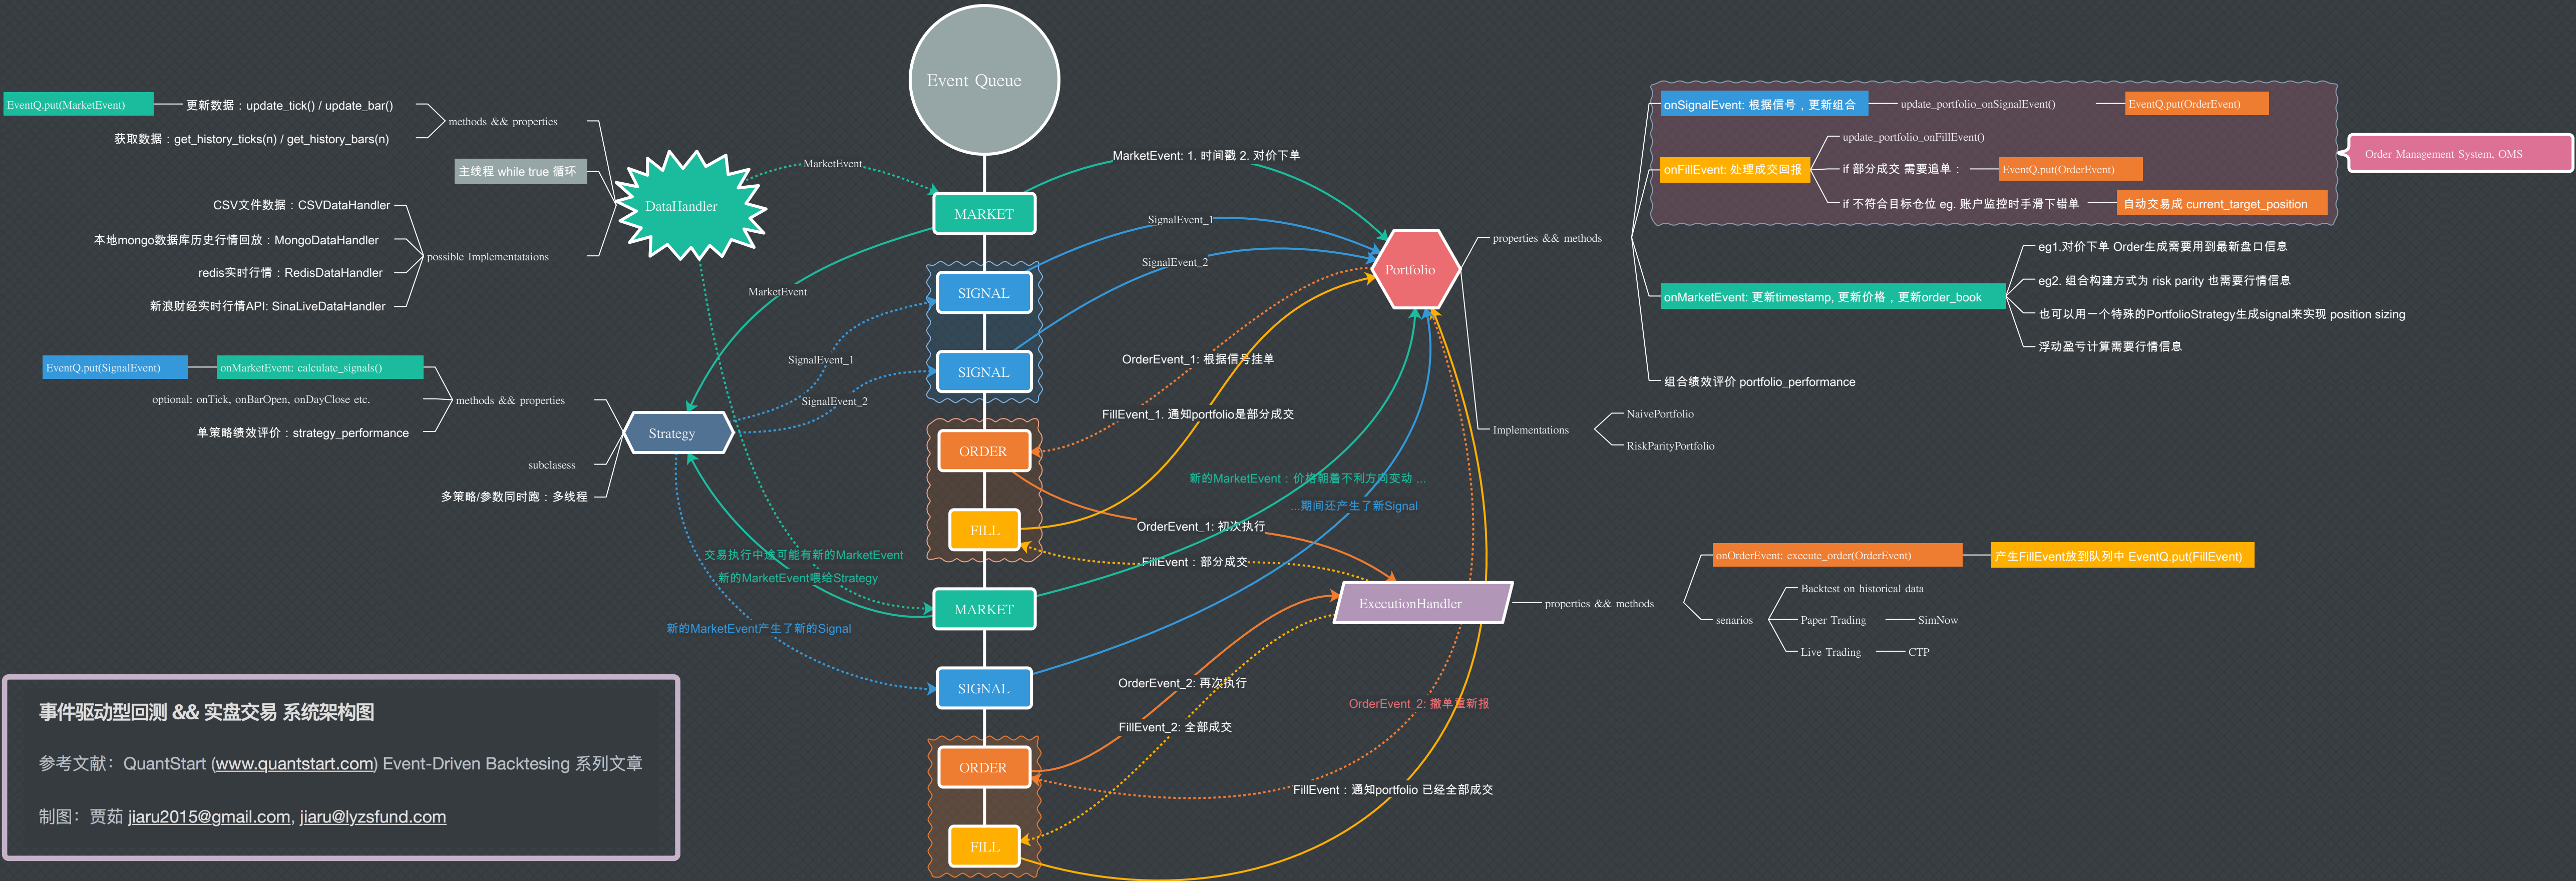 Event Queue
EventQ.put(MarketEvent)
更新数据：update_tick() / update_bar()
获取数据：get_history_ticks(n) / get_history_bars(n)
methods && properties
主线程 while true 循环
CSV文件数据：CSVDataHandler
本地mongo数据库历史行情回放：MongoDataHandler
redis实时行情：RedisDataHandler
新浪财经实时行情API: SinaLiveDataHandler
possible Implementataions
DataHandler
EventQ.put(SignalEvent)
onMarketEvent: calculate_signals()
optional: onTick, onBarOpen, onDayClose etc.
单策略绩效评价：strategy_performance
methods && properties
subclasess
多策略/参数同时跑：多线程
Strategy
MarketEvent
MarketEvent
SignalEvent_1
SignalEvent_2
交易执行中途可能有新的MarketEvent
新的MarketEvent喂给Strategy
新的MarketEvent产生了新的Signal
MARKET
SIGNAL
SIGNAL
ORDER
FILL
MARKET
SIGNAL
ORDER
FILL
MarketEvent: 1. 时间戳 2. 对价下单
SignalEvent_1
SignalEvent_2
OrderEvent_1: 根据信号挂单
FillEvent_1. 通知portfolio是部分成交
新的MarketEvent：价格朝着不利方向变动 ...
...期间还产生了新Signal
OrderEvent_1: 初次执行
FillEvent：部分成交
OrderEvent_2: 再次执行
FillEvent_2: 全部成交
OrderEvent_2: 撤单重新报
FillEvent：通知portfolio 已经全部成交
Portfolio
properties && methods
onSignalEvent: 根据信号，更新组合
update_portfolio_onSignalEvent()
EventQ.put(OrderEvent)
onFillEvent: 处理成交回报
update_portfolio_onFillEvent()
if 部分成交 需要追单：
EventQ.put(OrderEvent)
if 不符合目标仓位 eg. 账户监控时手滑下错单
自动交易成 current_target_position
Order Management System, OMS
onMarketEvent: 更新timestamp, 更新价格，更新order_book
eg1.对价下单 Order生成需要用到最新盘口信息
eg2. 组合构建方式为 risk parity 也需要行情信息
也可以用一个特殊的PortfolioStrategy生成signal来实现 position sizing
浮动盈亏计算需要行情信息
组合绩效评价 portfolio_performance
Implementations
NaivePortfolio
RiskParityPortfolio
ExecutionHandler
properties && methods
onOrderEvent: execute_order(OrderEvent)
产生FillEvent放到队列中 EventQ.put(FillEvent)
senarios
Backtest on historical data
Paper Trading
SimNow
Live Trading
CTP
事件驱动型回测 && 实盘交易 系统架构图
参考文献：QuantStart (www.quantstart.com) Event-Driven Backtesing 系列文章
制图：贾茹 jiaru2015@gmail.com, jiaru@lyzsfund.com